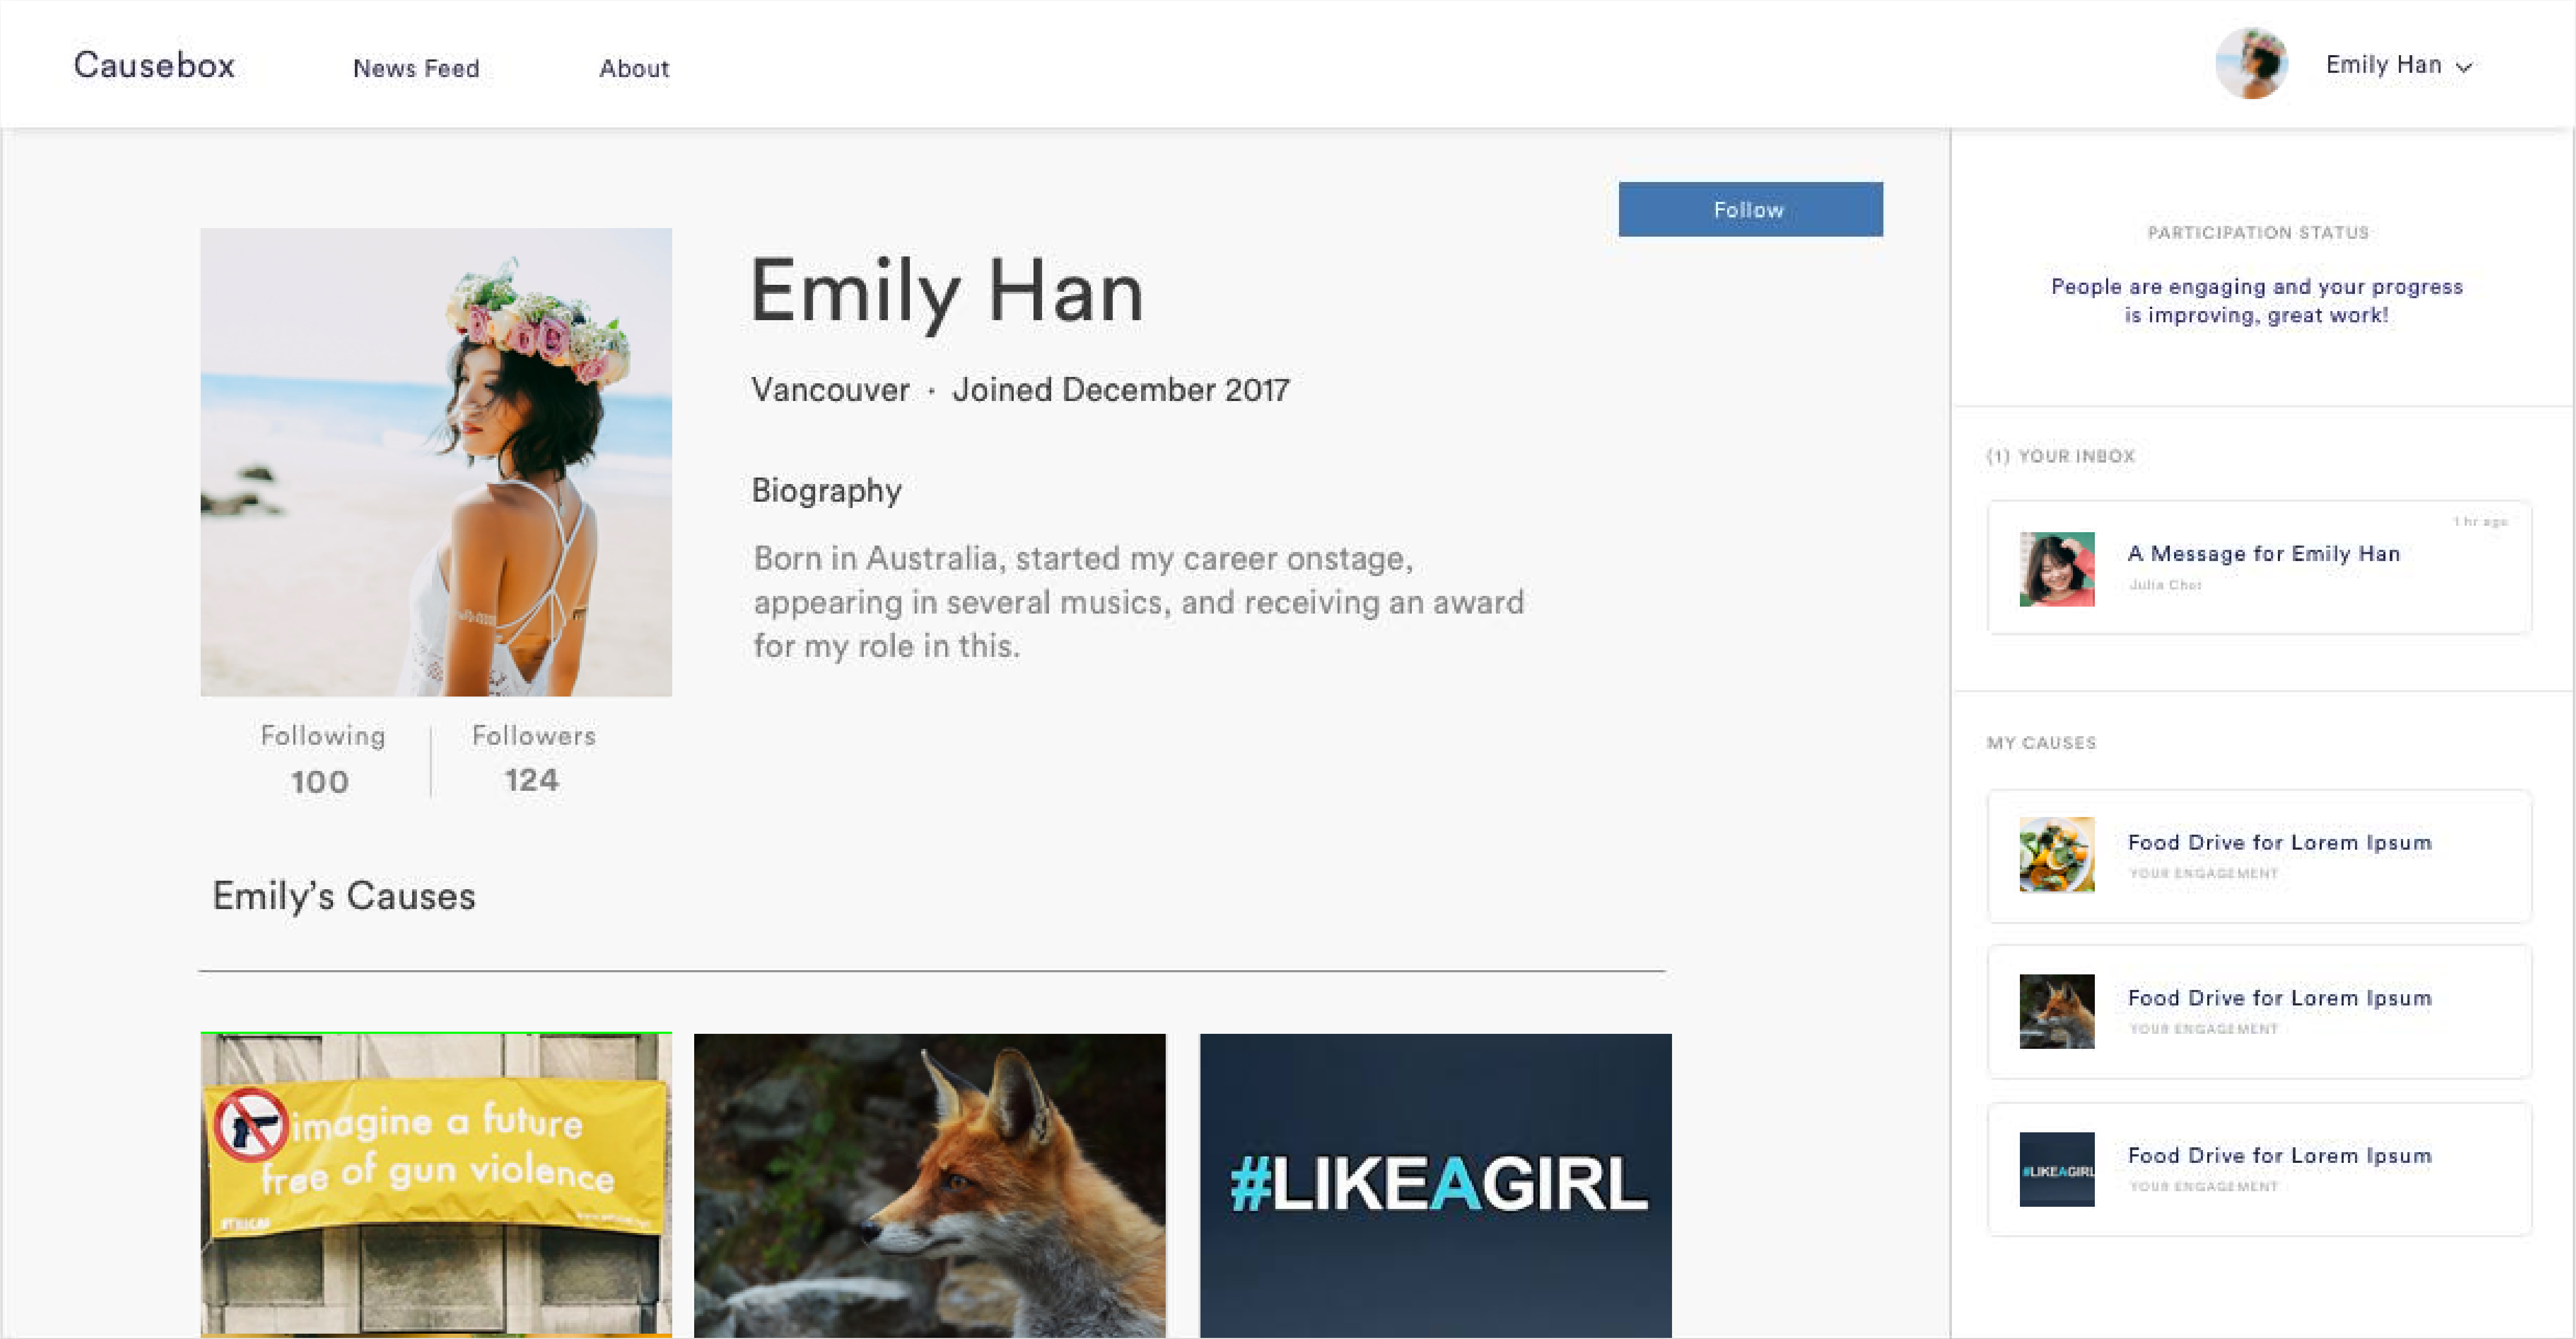 Causebox
News Feed
About
Emily Han
Follow
Emily Han
Vancouver · Joined December 2017
Biography
Born in Australia, started my career onstage,
appearing in several musics, and receiving an award
for my role in this.
Following
100
Followers
124
Emily’s Causes
imagine a future
free of gun violence
#LIKEAGIRL
PARTICIPATION STATUS
People are engaging and your progress
is improving, great work!
(1) YOUR INBOX
1 hr ago
A Message for Emily Han
Julia Choi
MY CAUSES
Food Drive for Lorem Ipsum
YOUR ENGAGEMENT
Food Drive for Lorem Ipsum
YOUR ENGAGEMENT
#LIKEAGIRL
Food Drive for Lorem Ipsum
YOUR ENGAGEMENT